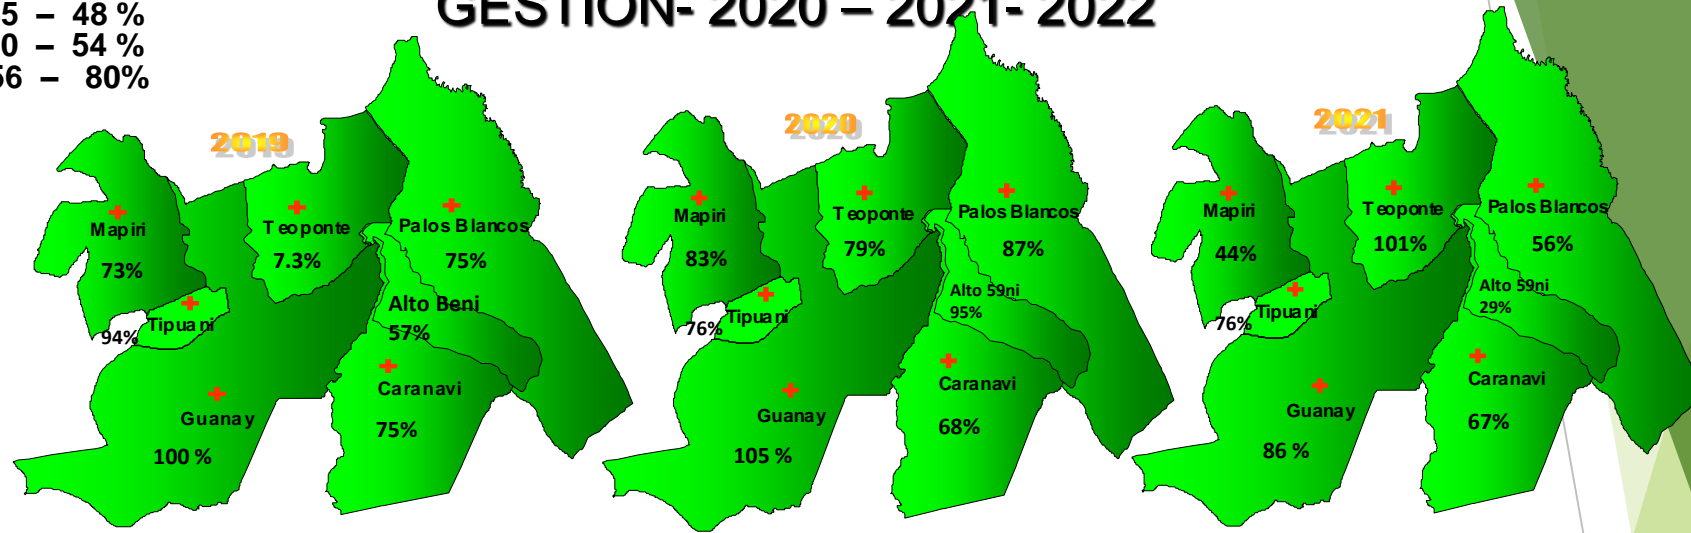 GESTION- 2020 – 2021- 2022
5 – 48 %
0 – 54 %
56 – 80%
2019
Mapiri
73%
Teoponte
7.3%
Palos Blancos
75%
Alto Beni
57%
Tipuani
94%
Caranavi
75%
Guanay
100 %
2020
Mapiri
83%
Teoponte
79%
Palos Blancos
87%
Alto 59ni
95%
Tipuani
76%
Caranavi
68%
Guanay
105 %
2021
Mapiri
44%
Teoponte
101%
Palos Blancos
56%
Alto 59ni
29%
Tipuani
76%
Caranavi
67%
Guanay
86 %